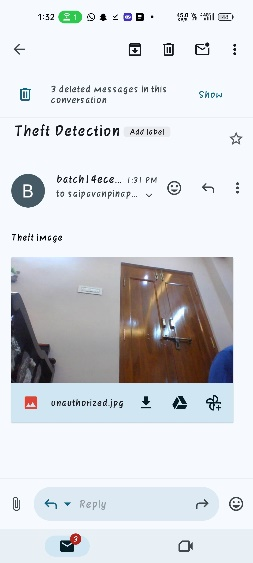 1:32
3 deleted messages in this
conversation
Show
Theft Detection
Add label
B
batch14ece...
1:31 PM
to saipavanpinap...
Theft image
unauthorized.jpg
Reply